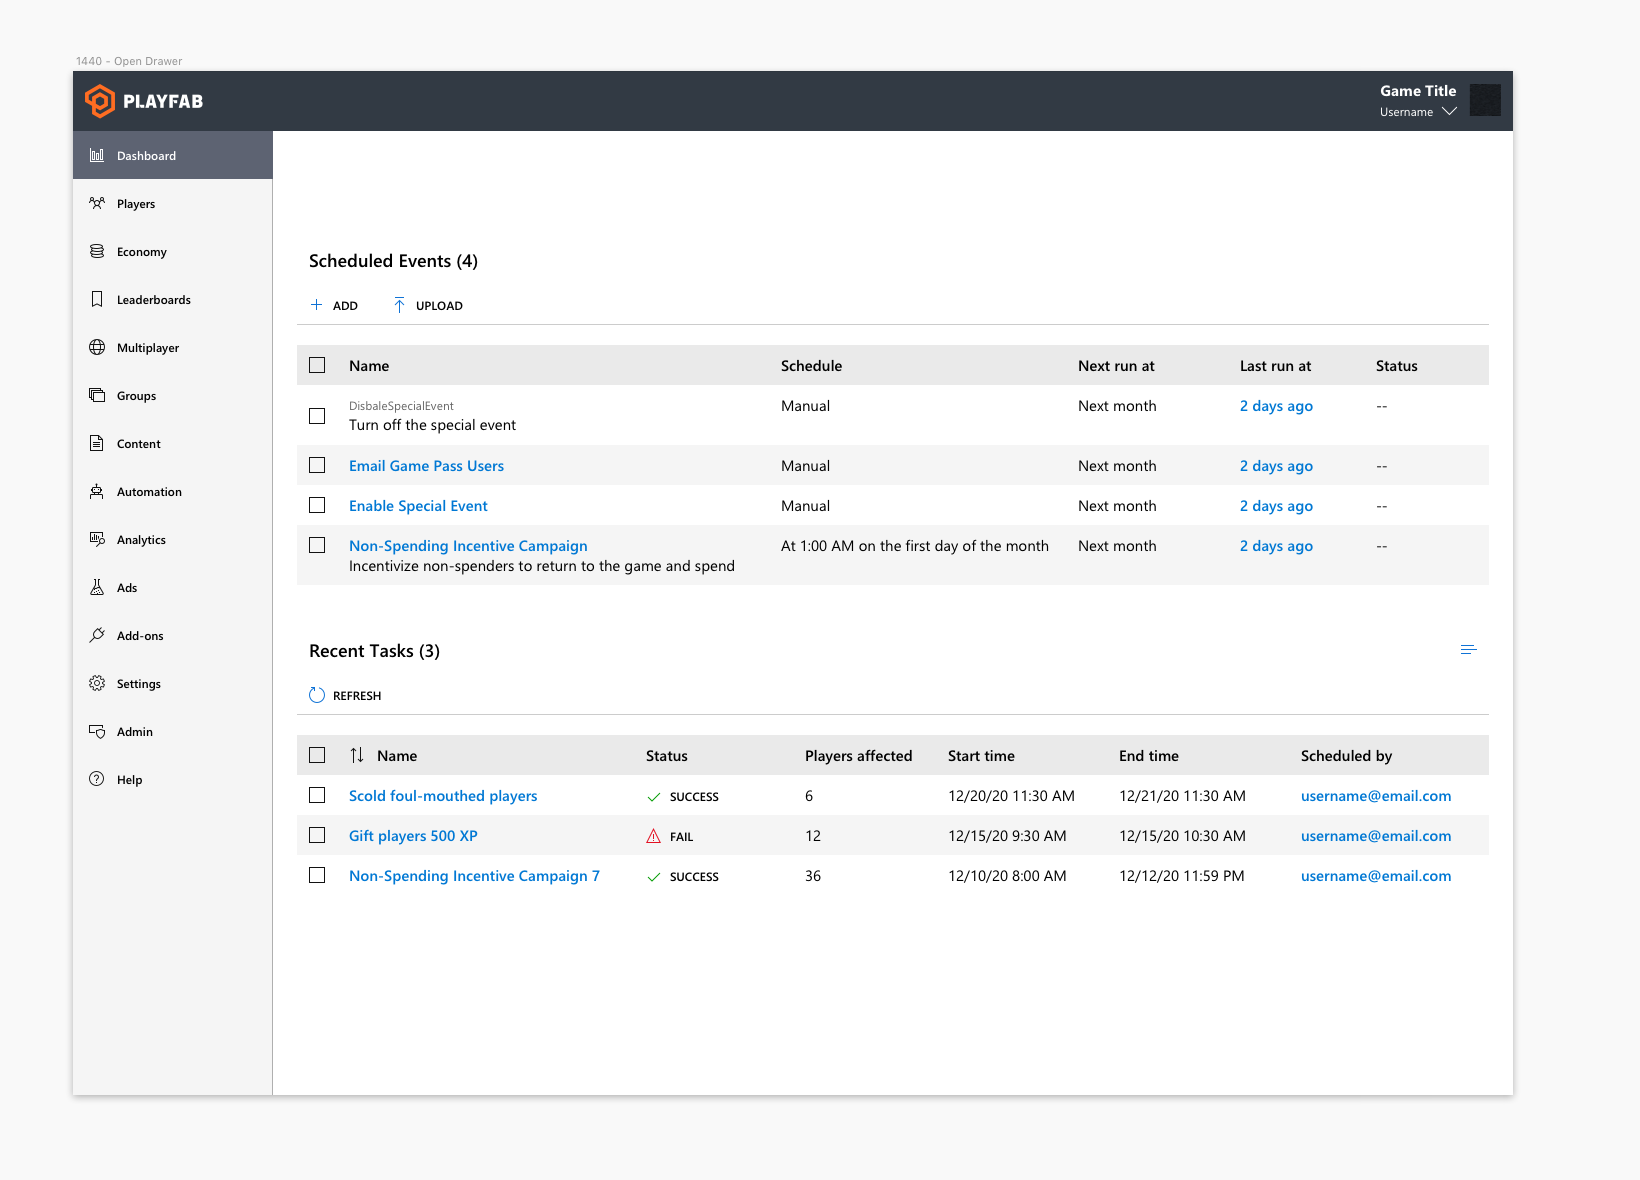 1440 - Open Drawer
PLAYFAB
Game Title
Username
Dashboard
Players
Economy
Leaderboards
Multiplayer
Groups
Content
Automation
Analytics
Ads
Add-ons
Settings
Admin
Help
Scheduled Events (4)
ADD UPLOAD
Name Schedule Next run at Last run at Status
DisbaleSpecialEvent
Turn off the special event Manual Next month 2 days ago --
Email Game Pass Users Manual Next month 2 days ago --
Enable Special Event Manual Next month 2 days ago --
Non-Spending Incentive Campaign At 1:00 AM on the first day of the month Next month 2 days ago --
Incentivize non-spenders to return to the game and spend
Recent Tasks (3)
REFRESH
Name Status Players affected Start time End time Scheduled by
Scold foul-mouthed players SUCCESS 6 12/20/20 11:30 AM 12/21/20 11:30 AM username@email.com
Gift players 500 XP FAIL 12 12/15/20 9:30 AM 12/15/20 10:30 AM username@email.com
Non-Spending Incentive Campaign 7 SUCCESS 36 12/10/20 8:00 AM 12/12/20 11:59 PM username@email.com